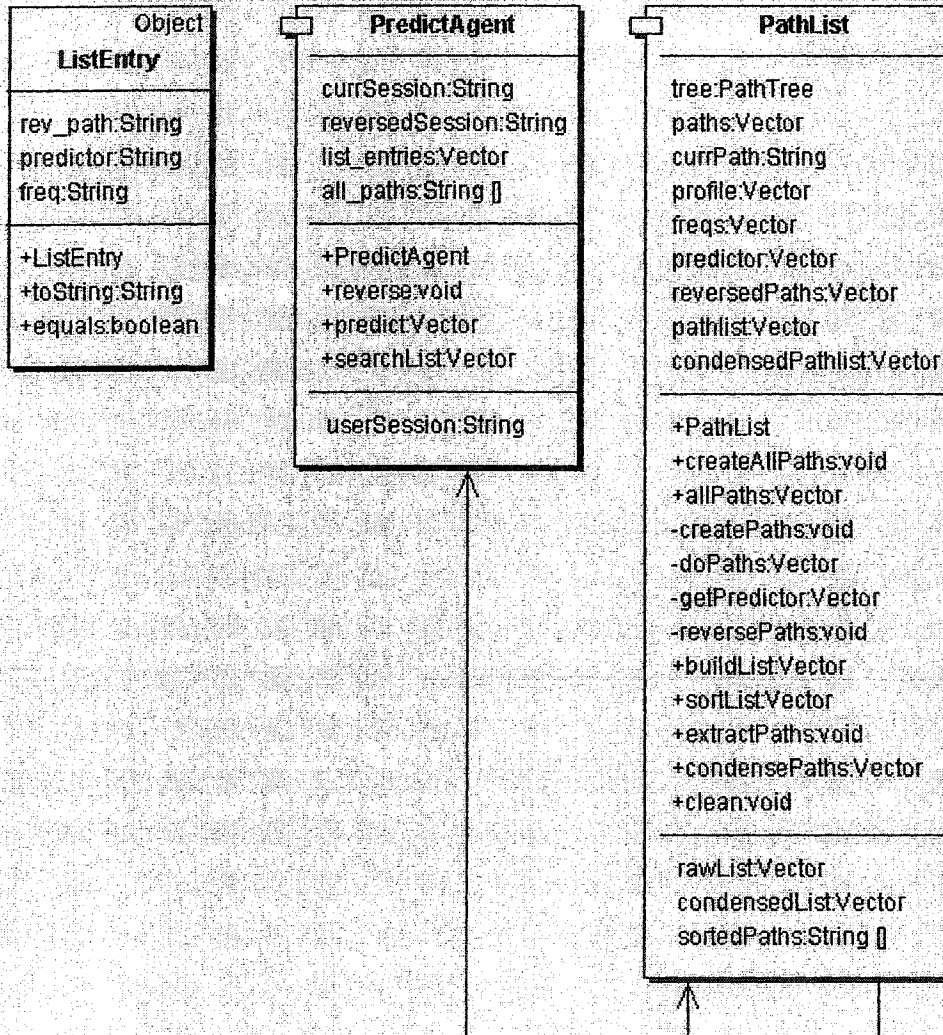 Object
ListEntry
rev_path:String
predictor:String
freq:String
+ListEntry
+toString:String
+equals:boolean
PredictAgent
currSession:String
reversedSession:String
list_entries:Vector
all_paths:String []
+PredictAgent
+reverse:void
+predict:Vector
+searchList:Vector
userSession:String
PathList
tree:PathTree
paths:Vector
currPath:String
profile:Vector
freqs:Vector
predictor:Vector
reversedPaths:Vector
pathlist:Vector
condensedPathlist:Vector
+PathList
+createAllPaths:void
+allPaths:Vector
-createPaths:void
-doPaths:Vector
-getPredictor:Vector
-reversePaths:void
+buildList:Vector
+sortList:Vector
+extractPaths:void
+condensePaths:Vector
+clean:void
rawList:Vector
condensedList:Vector
sortedPaths:String []